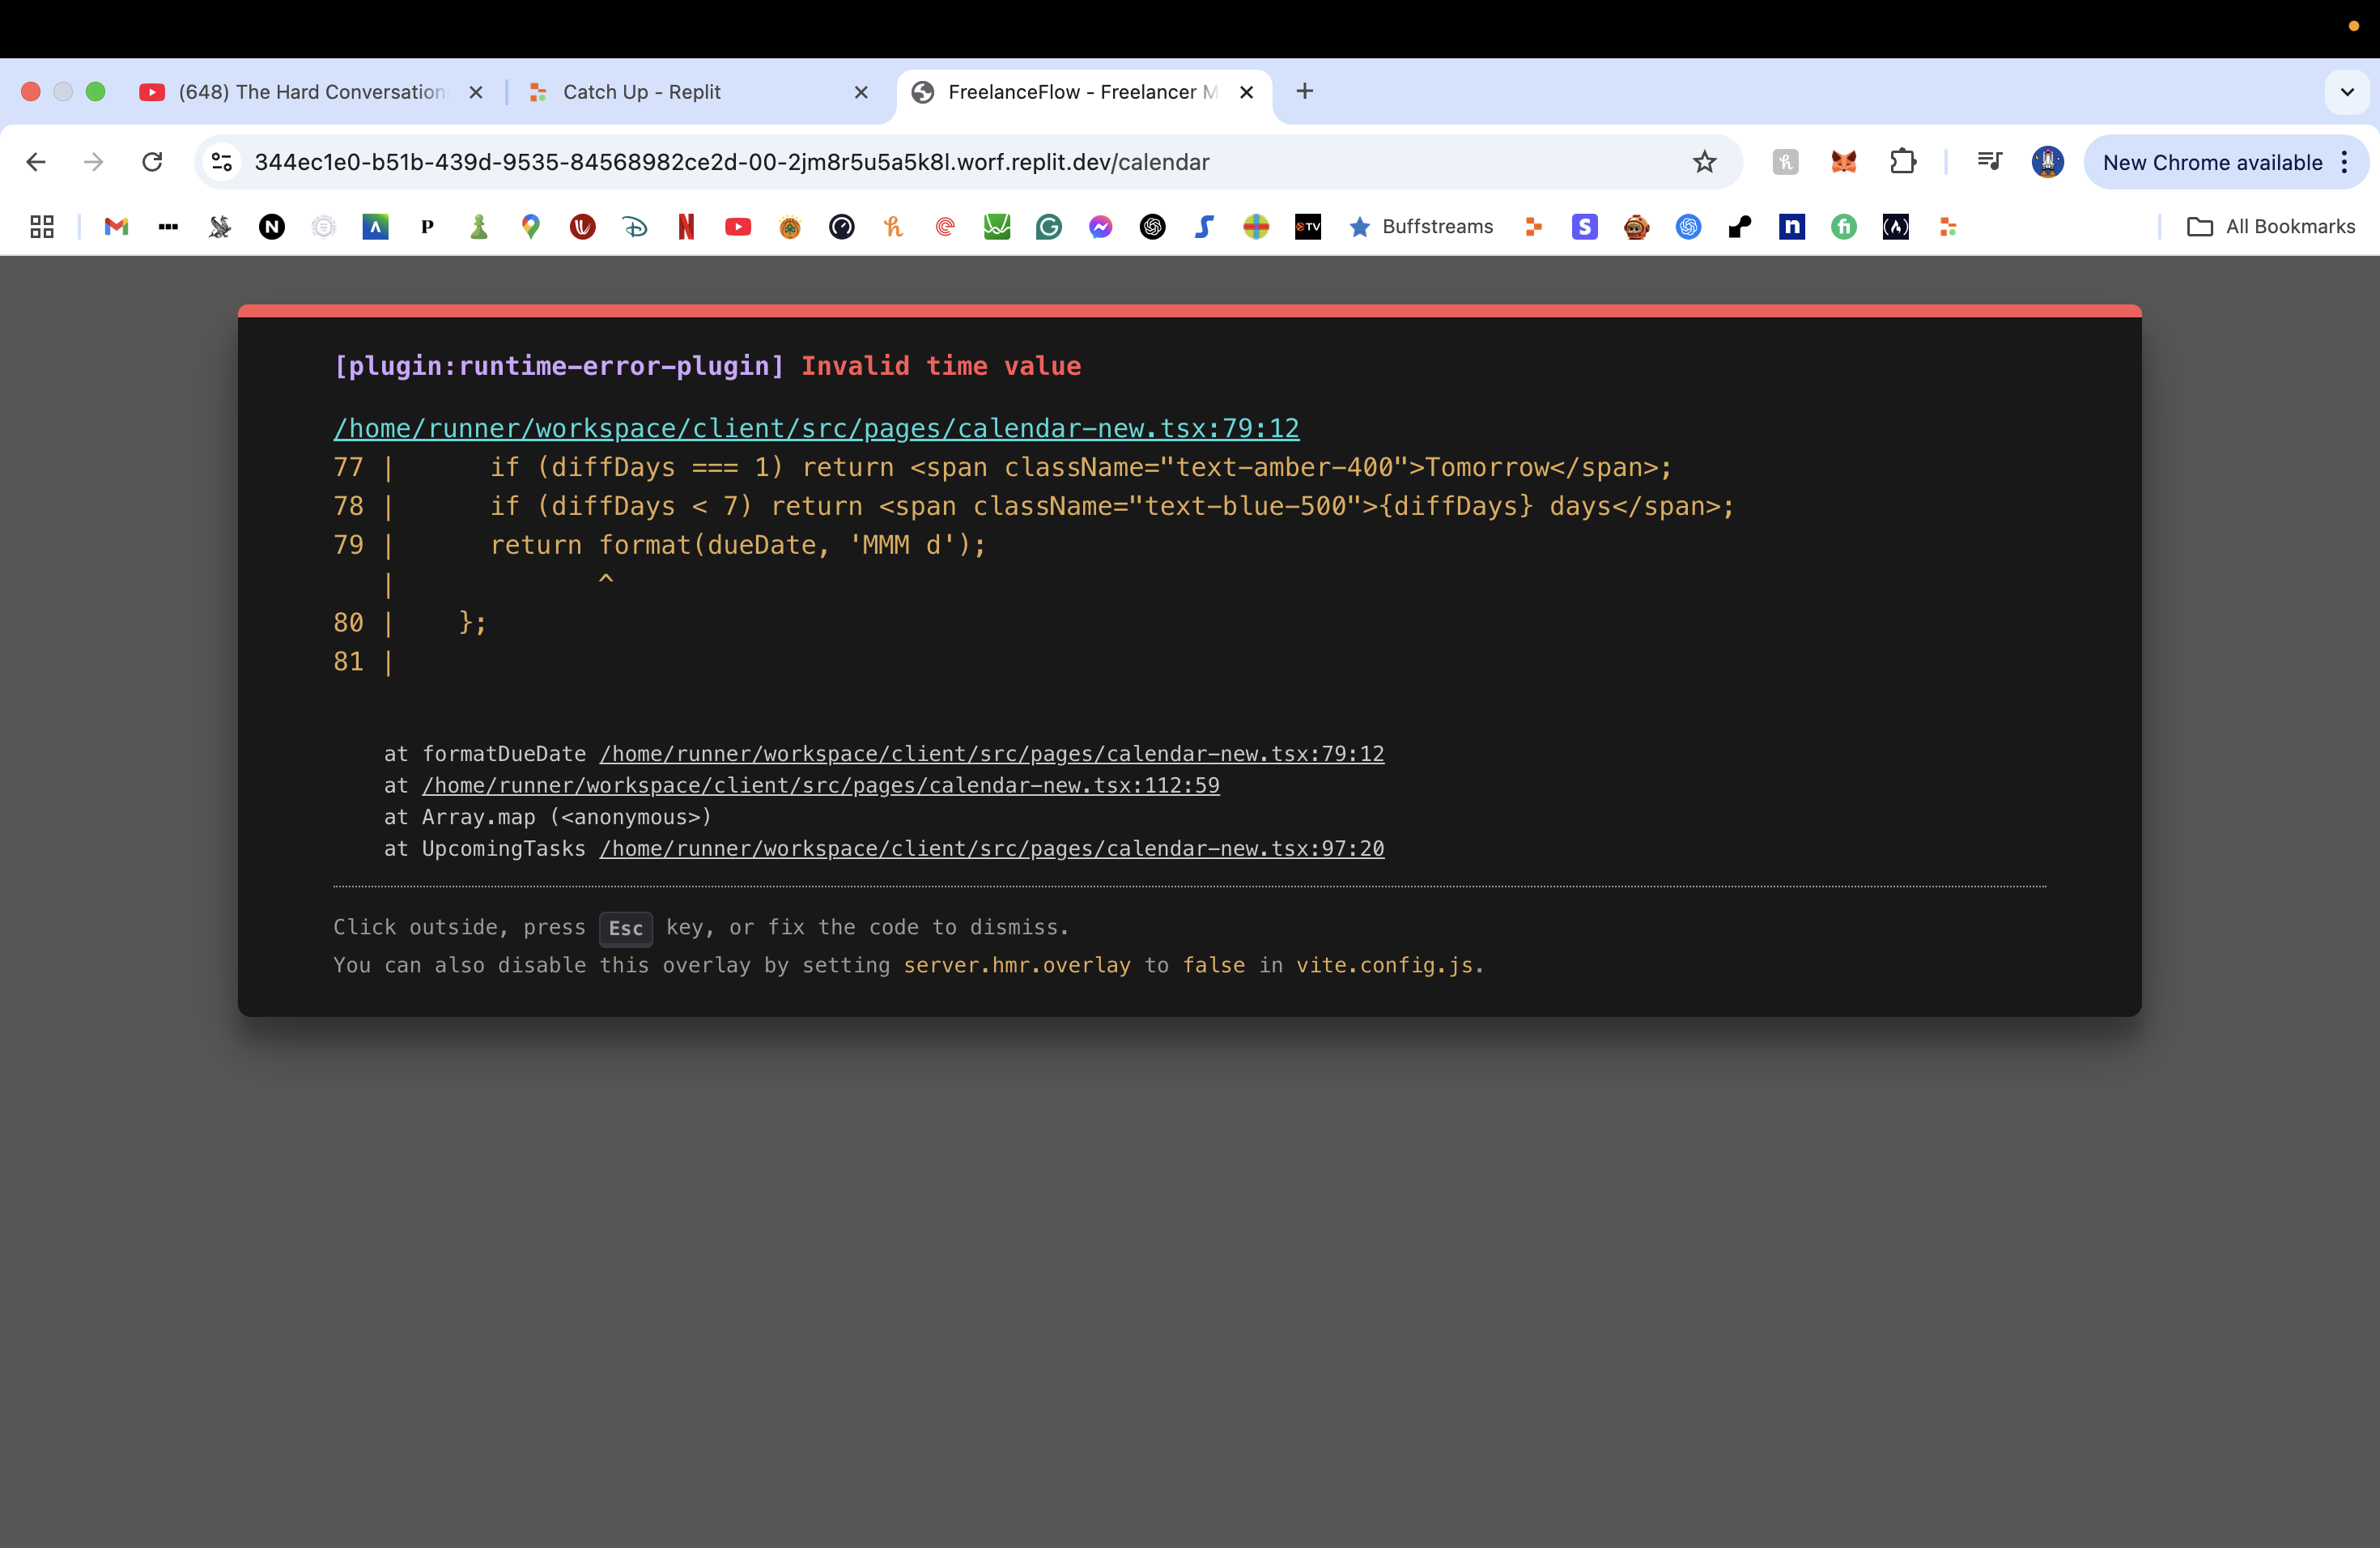 (648) The Hard Conversation
Catch Up - Replit
FreelanceFlow - Freelancer M
344ec1e0-b51b-439d-9535-84568982ce2d-00-2jm8r5u5a5k8l.worf.replit.dev/calendar
New Chrome available
Buffstreams
All Bookmarks
[plugin:runtime-error-plugin] Invalid time value
/home/runner/workspace/client/src/pages/calendar-new.tsx:79:12
77 |      if (diffDays === 1) return <span className="text-amber-400">Tomorrow</span>;
78 |      if (diffDays < 7) return <span className="text-blue-500">{diffDays} days</span>;
79 |      return format(dueDate, 'MMM d');
   |             ^
80 |    };
81 |
at formatDueDate /home/runner/workspace/client/src/pages/calendar-new.tsx:79:12
at /home/runner/workspace/client/src/pages/calendar-new.tsx:112:59
at Array.map (<anonymous>)
at UpcomingTasks /home/runner/workspace/client/src/pages/calendar-new.tsx:97:20
Click outside, press Esc key, or fix the code to dismiss.
You can also disable this overlay by setting server.hmr.overlay to false in vite.config.js.